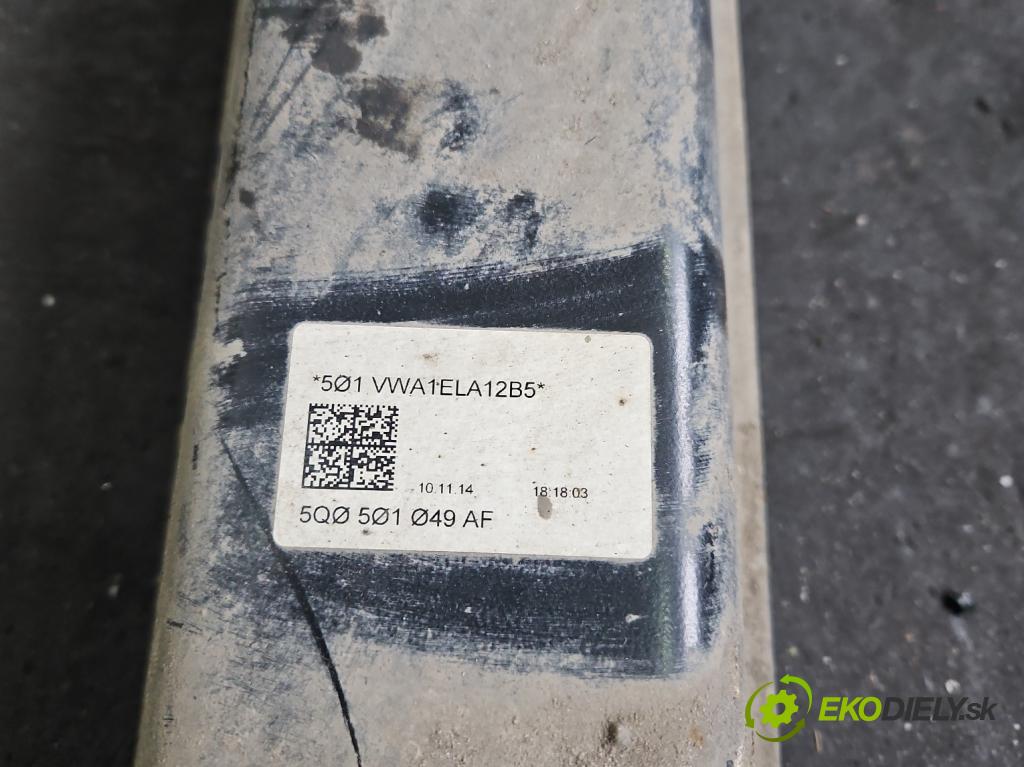 *5Ø1 VWA1ELA12B5*
10.11.14 18:18:03
5QØ 5Ø1 Ø49 AF
EKODIELY.sk